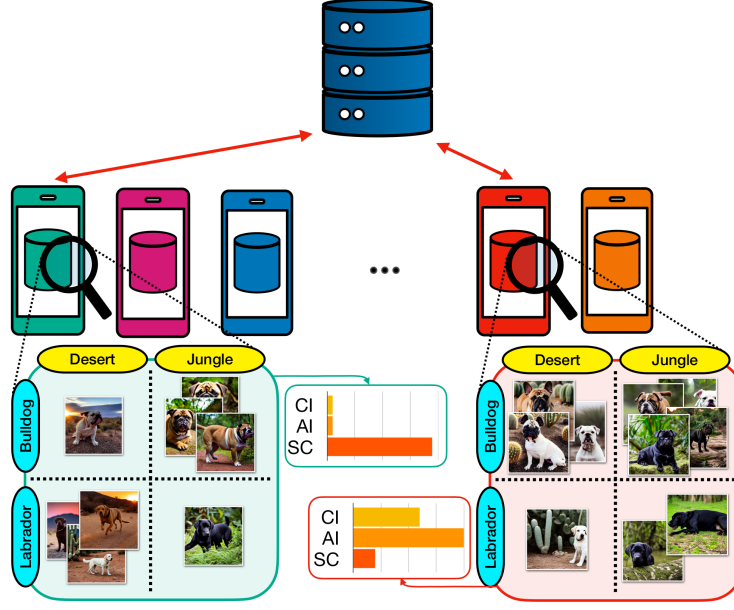 Desert
Jungle
Bulldog
Labrador
CI
AI
SC
CI
AI
SC
Desert
Jungle
Bulldog
Labrador